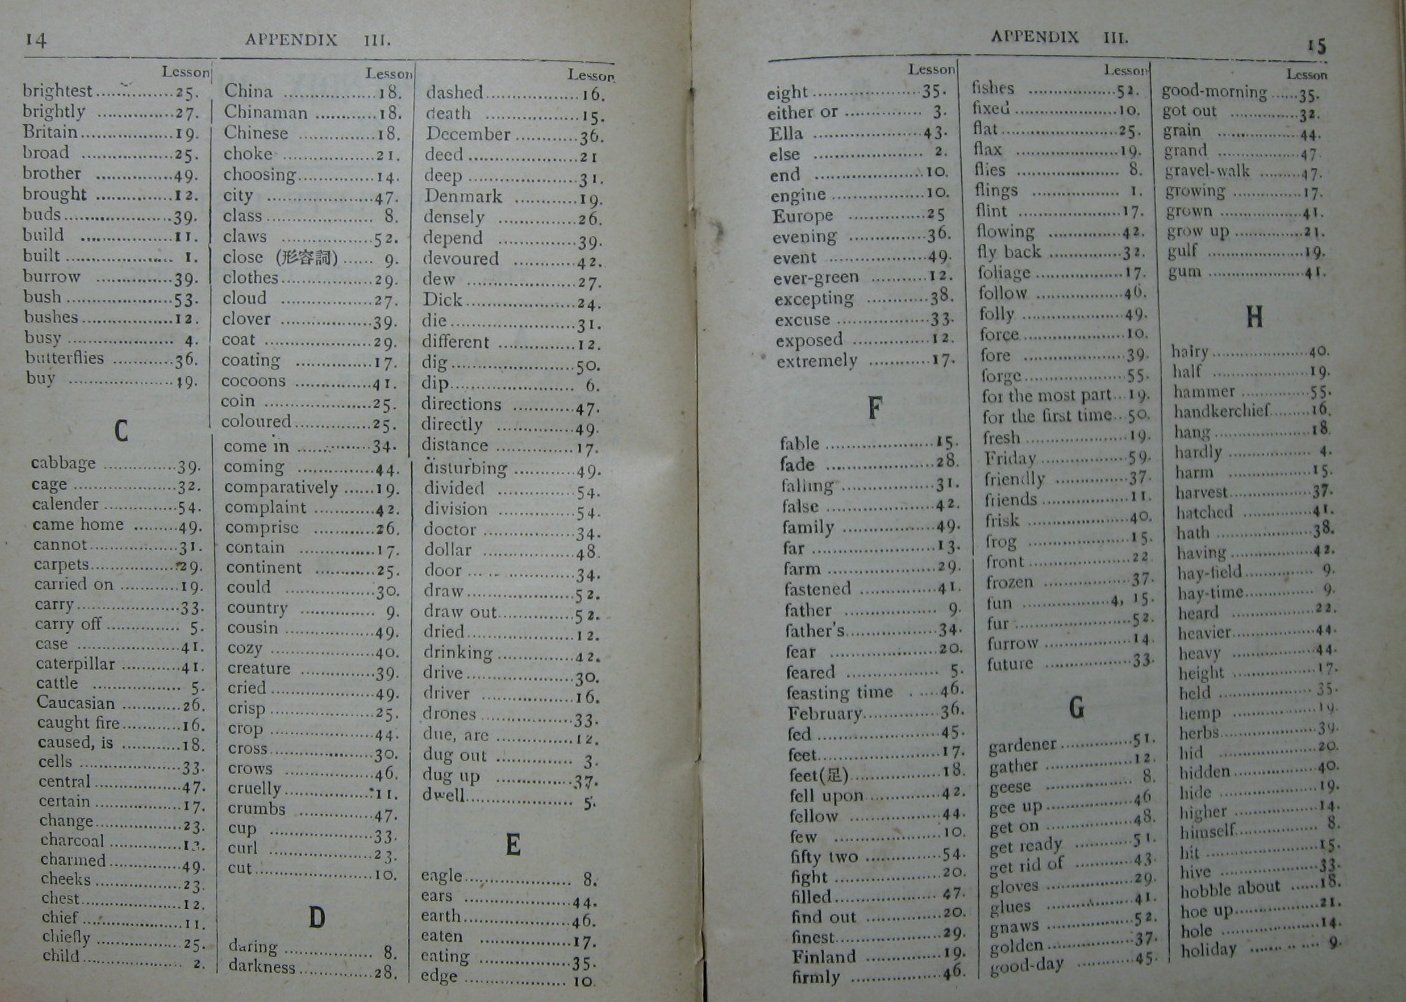 14
APPENDIX III.
Lesson
brightest...............25.
brightly ...............27.
Britain...............19.
broad ...............25.
brother ...............49.
brought ...............12.
buds...............39.
build ...............11.
built ............... 1.
burrow ...............39.
bush ...............53.
bushes...............12.
busy ............... 4.
butterflies ...............36.
buy ...............19.
C
cabbage ...............39.
cage ...............32.
calender ...............54.
came home ...............49.
cannot...............31.
carpets...............29.
carried on ...............19.
carry...............33.
carry off ............... 5.
case ...............41.
caterpillar ...............41.
cattle ............... 5.
Caucasian ...............26.
caught fire...............16.
caused, is ...............18.
cells ...............33.
central ...............47.
certain ...............17.
change...............23.
charcoal ...............
charmed ...............49.
cheeks ...............23.
chest...............12.
chief ...............11.
chiefly ...............25.
child ............... 2.
Lesson
China ...............18.
Chinaman ...............18.
Chinese ...............18.
choke ...............21.
choosing...............14.
city ...............47.
class ............... 8.
claws ...............52.
close (形容詞) ...... 9.
clothes...............29.
cloud ...............27.
clover ...............39.
coat ...............29.
coating ...............17.
cocoons ...............41.
coin ...............25.
coloured...............25.
come in ...............34.
coming ...............44.
comparatively ......19.
complaint ...............42.
comprise ...............26.
contain ...............17.
continent ...............25.
could ...............30.
country ............... 9.
cousin ...............49.
cozy ...............40.
creature ...............39.
cried ...............49.
crisp ...............25.
crop ...............44.
cross...............30.
crows ...............46.
cruelly...............11.
crumbs ...............47.
cup ...............33.
curl ...............23.
cut...............10.
D
daring ............... 8.
darkness...............28.
Lesson
dashed...............16.
death ...............15.
December ...............36.
deed ...............21
deep ...............31.
Denmark ...............19.
densely ...............26.
depend ...............39.
devoured ...............42.
dew ...............27.
Dick...............24.
die...............31.
different ...............12.
dig...............50.
dip............... 6.
directions ...............47.
directly ...............49.
distance ...............17.
disturbing ...............49.
divided ...............54.
division ...............54.
doctor ...............34.
dollar ...............48.
door ...............34.
draw...............52.
draw out...............52.
dried...............12.
drinking ...............42.
drive...............30.
driver ...............16.
drones ...............33.
due, are ...............12.
dug out ............... 3.
dug up ...............37.
dwell............... 5.
E
eagle............... 8.
ears ...............44.
earth...............46.
eaten ...............17.
eating ...............35.
edge ...............10.
APPENDIX III.
15
Lesson
eight ...............35.
either or ............... 3.
Ella ...............43.
else ............... 2.
end ...............10.
engine ...............10.
Europe ...............25
evening ...............36.
event ...............49.
ever-green ...............12.
excepting ...............38.
excuse ...............33.
exposed ...............12.
extremely ...............17.
F
fable ...............15.
fade ...............28.
falling ...............31.
false ...............42.
family ...............49.
far ...............13.
farm ...............29.
fastened ...............41.
father ............... 9.
father's...............34.
fear ...............20.
feared ............... 5.
feasting time ......46.
February...............36.
fed ...............45.
feet...............17.
feet(足)...............18.
fell upon ...............42.
fellow ...............44.
few ...............10.
fifty two ...............54.
fight ...............20.
filled...............47.
find out ...............20.
finest...............29.
Finland ...............19.
firmly ...............46.
Lesson
fishes ...............52.
fixed ...............10.
flat...............25.
flax ...............19.
flies ............... 8.
flings ............... 1.
flint ...............17.
flowing ...............42.
fly back ...............32.
foliage ...............17.
follow ...............46.
folly ...............49.
force...............10.
fore ...............39.
forge...............55.
for the most part...19.
for the first time...50.
fresh ...............19.
Friday ...............59.
friendly ...............37.
friends ...............11.
frisk ...............40.
frog ...............15.
front ...............22
frozen ...............37.
fun ...............4, 15.
fur ...............52.
furrow ...............14.
future ...............33.
G
gardener...............51.
gather ...............12.
geese ............... 8.
gee up ...............46
get on ...............48.
get ready ...............51.
get rid of ...............43.
gloves ...............29.
glues ...............41.
gnaws ...............52.
golden...............37.
good-day ...............45.
Lesson
good-morning ......35.
got out ...............32.
grain ...............44.
grand ...............47
gravel-walk .........47.
growing ...............17.
grown ...............41.
grow up...............21.
gulf ...............19.
gum ...............41.
H
hairy...............40.
half ...............19.
hammer ...............55.
handkerchief.........16.
hang...............18.
hardly ............... 4.
harm ...............15.
harvest...............37.
hatched ...............41.
hath ...............38.
having ...............42.
hay-field............... 9.
hay-time............... 9.
heard ...............22.
heavier...............44.
heavy ...............44.
height ...............17.
held ...............35.
hemp ...............19.
herbs...............39.
hid ...............20.
hidden...............40.
hide ...............19.
higher ...............14.
himself............... 8.
hit ...............15.
hive ...............33.
hobble about ......18.
hoe up...............21.
hole ...............14.
holiday ............... 9.